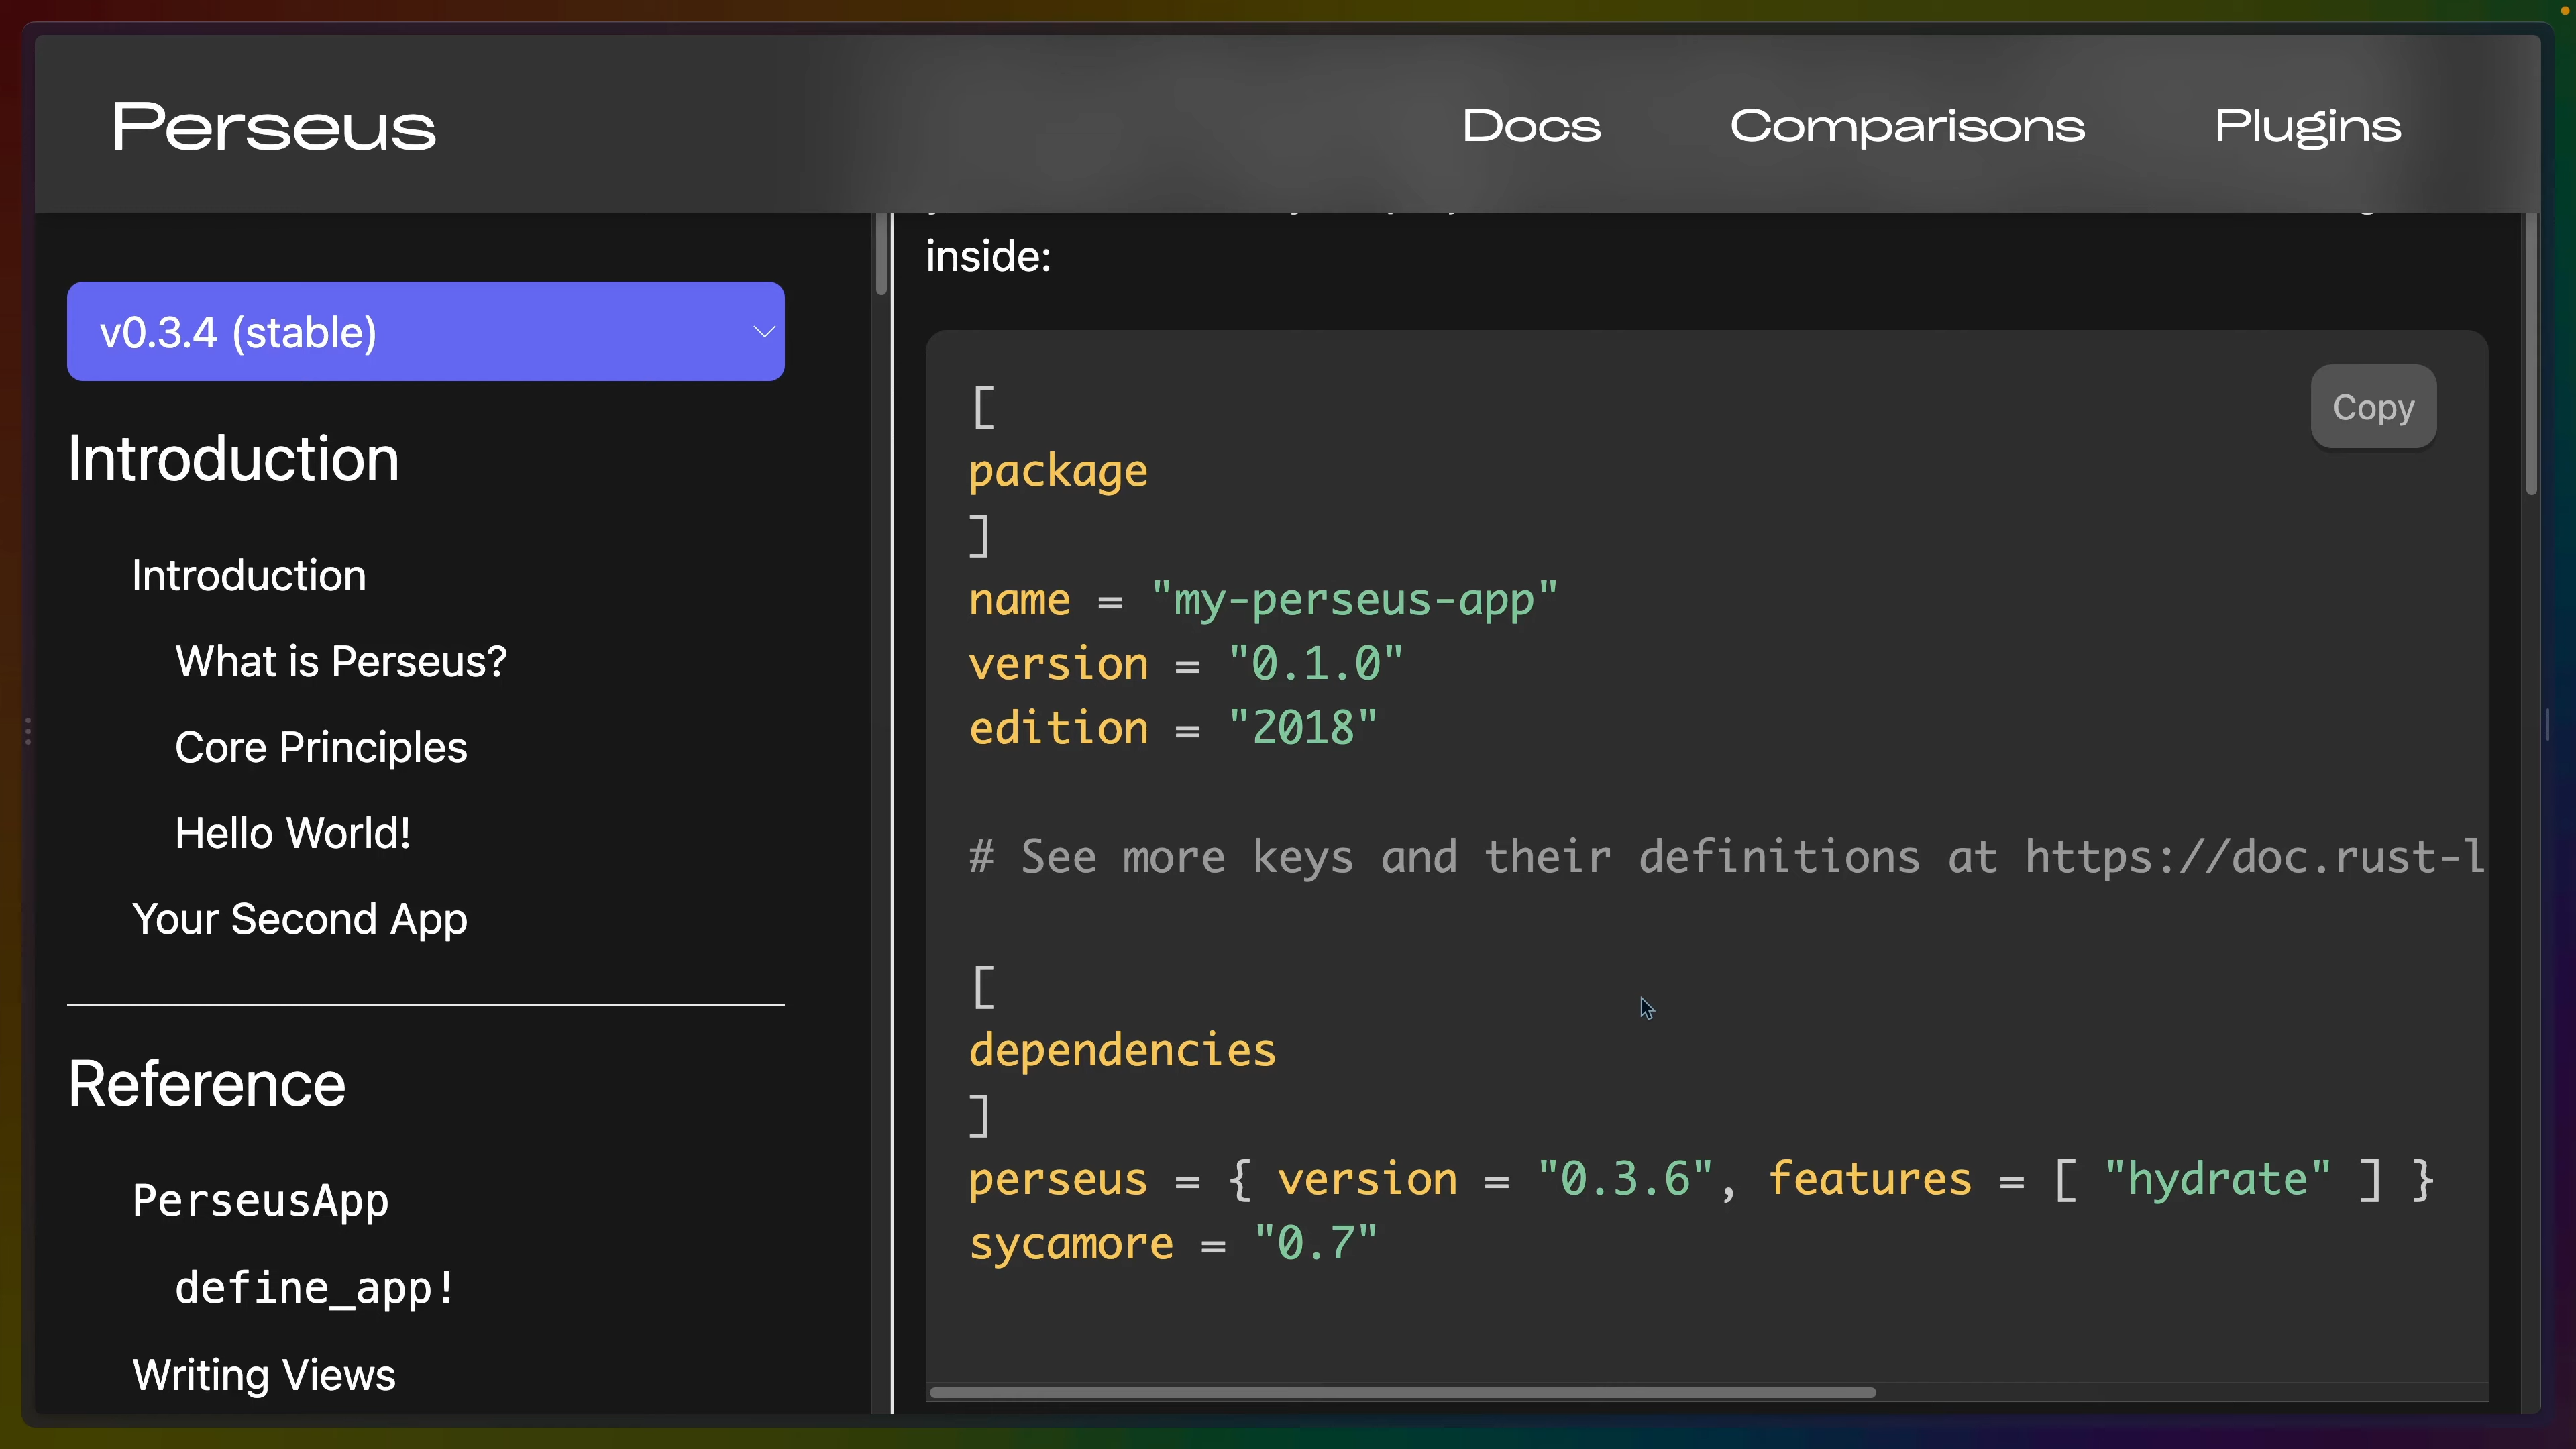 Perseus
Docs
Comparisons
Plugins
v0.3.4 (stable)
Introduction
Introduction
What is Perseus?
Core Principles
Hello World!
Your Second App
Reference
PerseusApp
define_app!
Writing Views
inside:
Copy
[
package
]
name = "my-perseus-app"
version = "0.1.0"
edition = "2018"
# See more keys and their definitions at https://doc.rust-l
[
dependencies
]
perseus = { version = "0.3.6", features = [ "hydrate" ] }
sycamore = "0.7"